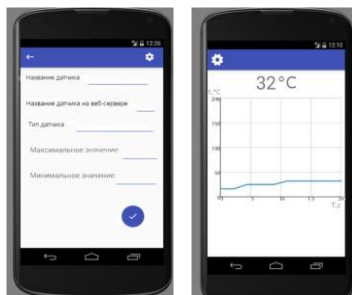 12:26
Название датчика
Название датчика на веб-сервере
Тип датчика
Максимальное значение:
Минимальное значение:
12:10
32°C
t,°C
200
150
100
50
0 5 10 15 20
T,c